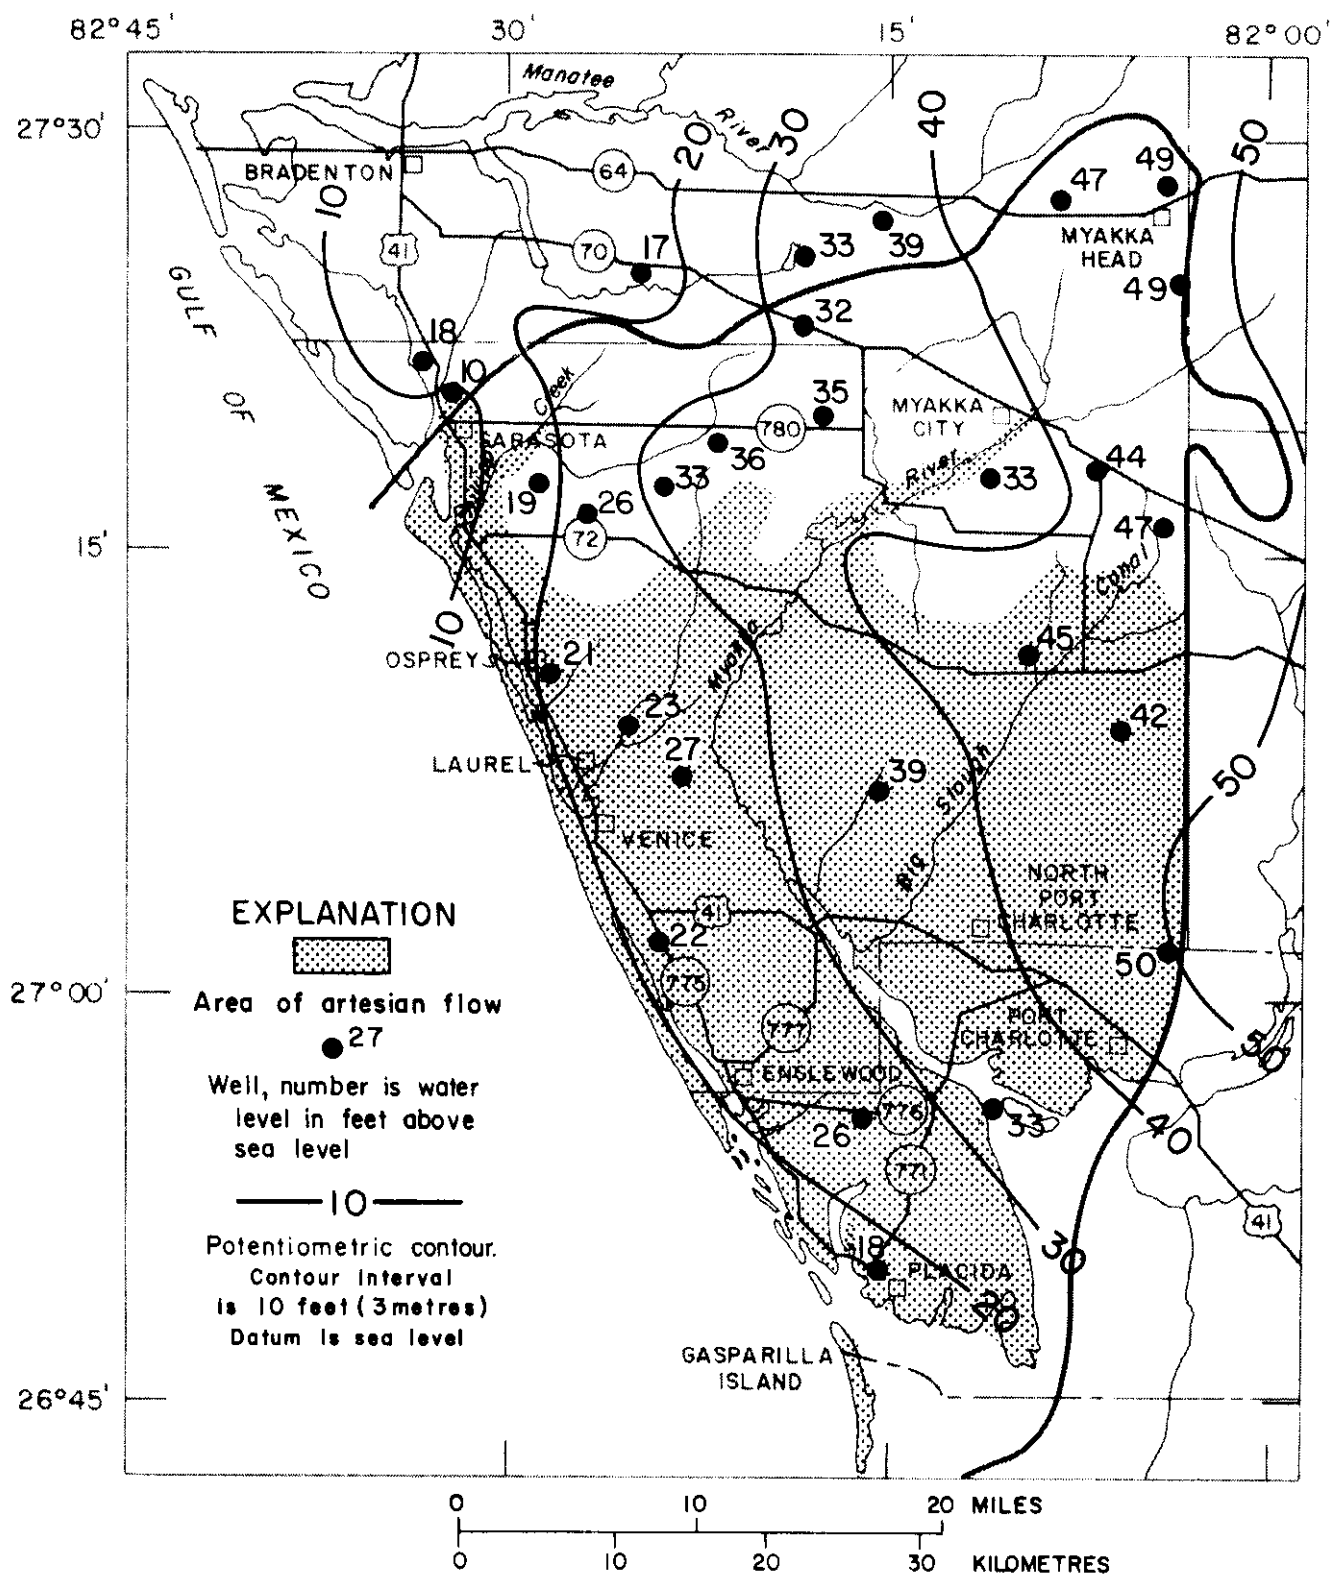 82°45' 30' 15' 82°00'
Manatee
River
27°30'
BRADENTON
64
20
30
40
50
10
41
70
17
33
39
47
49
MYAKKA
HEAD
49
GULF
OF
MEXICO
18
10
32
Creek
35
780
MYAKKA
CITY
SARASOTA
36
River
33
44
19
26
33
72
47
15'
Canal
10
OSPREY
21
Myakka
45
23
42
LAUREL
27
39
Slough
50
VENICE
Big
NORTH
PORT
CHARLOTTE
41
22
50
775
27°00'
777
PORT
CHARLOTTE
50
ENGLEWOOD
776
26
33
40
771
41
18
30
PLACIDA
20
GASPARILLA
ISLAND
26°45'
EXPLANATION
Area of artesian flow
27
Well, number is water
level in feet above
sea level
10
Potentiometric contour.
Contour Interval
is 10 feet (3 metres)
Datum is sea level
0 10 20 MILES
0 10 20 30 KILOMETRES